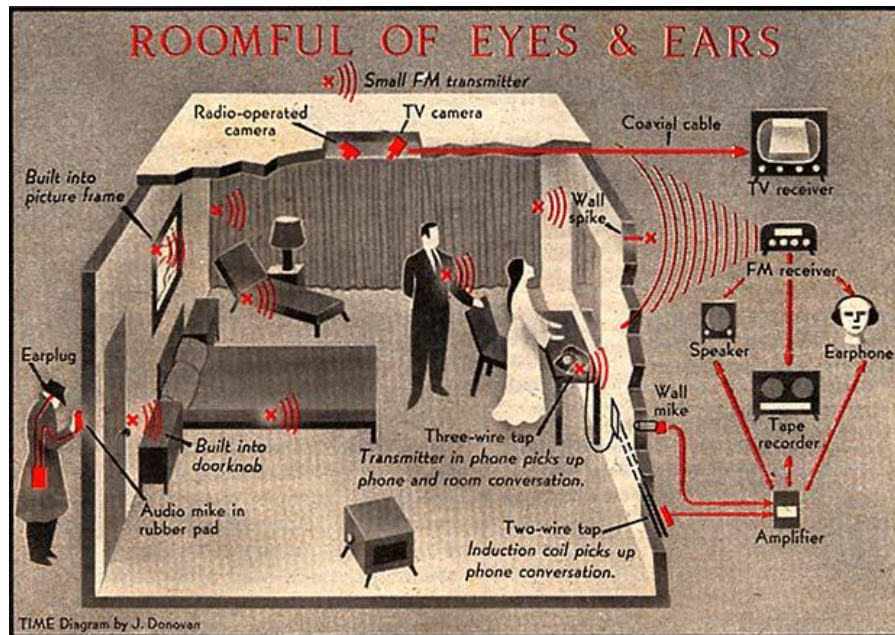 ROOMFUL OF EYES & EARS
Small FM transmitter
Radio-operated
camera
TV camera
Coaxial cable
TV receiver
Built into
picture frame
Wall
spike
FM receiver
Speaker
Earphone
Earplug
Wall
mike
Tape
recorder
Three-wire tap
Transmitter in phone picks up
phone and room conversation.
Built into
doorknob
Audio mike in
rubber pad
Two-wire tap
Induction coil picks up
phone conversation.
Amplifier
TIME Diagram by J. Donovan